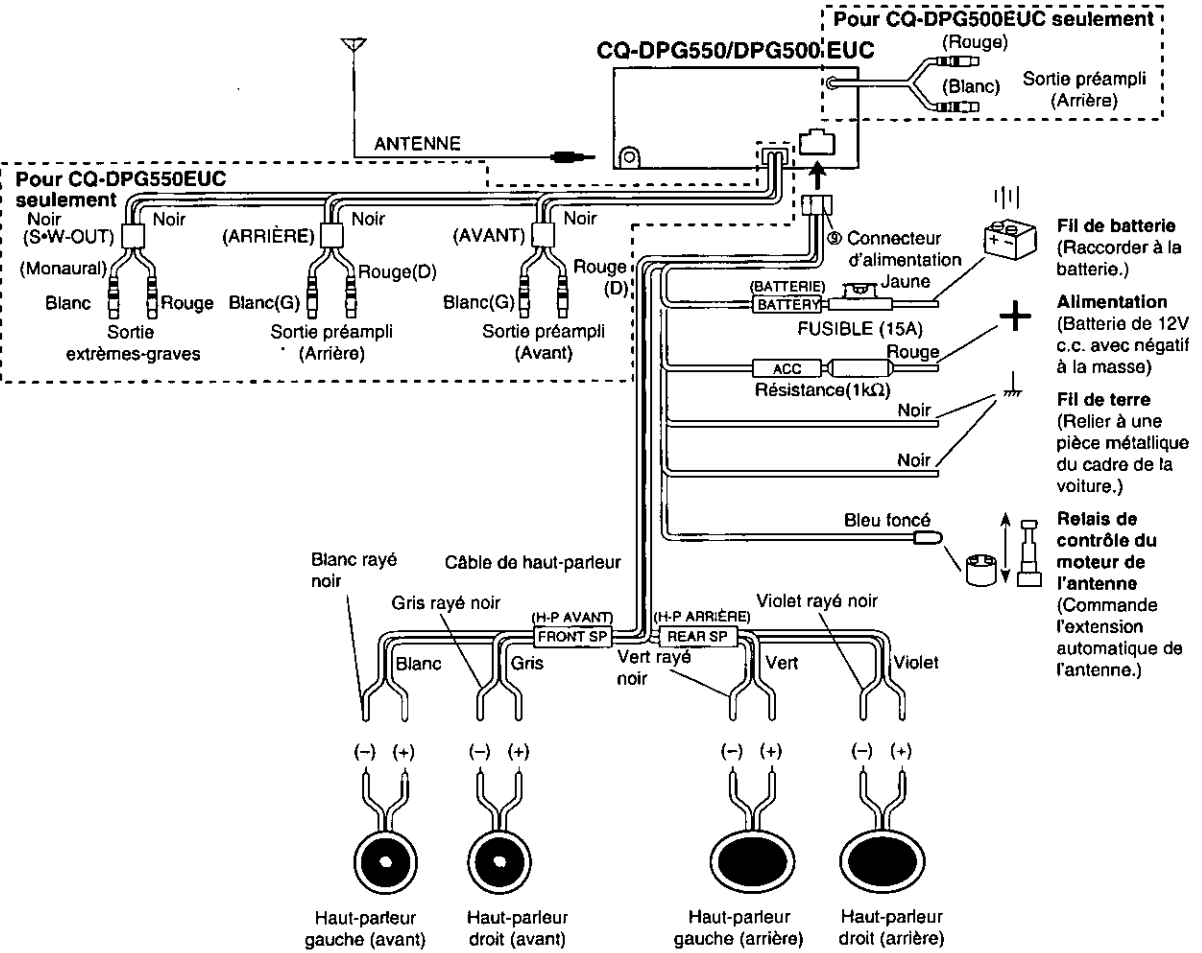 Pour CQ-DPG500EUC seulement
(Rouge)
CQ-DPG550/DPG500 EUC
(Blanc)
Sortie préampli
(Arrière)
ANTENNE
Pour CQ-DPG550EUC
seulement
Noir
(S•W-OUT)
Noir
(ARRIÈRE)
Noir
(AVANT)
Noir
(Monaural)
Rouge(D)
Rouge
(D)
Blanc
Rouge
Blanc(G)
Blanc(G)
Sortie
extrèmes-graves
Sortie préampli
(Arrière)
Sortie préampli
(Avant)
⑨ Connecteur
d'alimentation
(BATTERIE)
BATTERY
Jaune
FUSIBLE (15A)
Fil de batterie
(Raccorder à la
batterie.)
Rouge
ACC
Résistance(1kΩ)
Alimentation
(Batterie de 12V
c.c. avec négatif
à la masse)
Noir
Noir
Fil de terre
(Relier à une
pièce métallique
du cadre de la
voiture.)
Bleu foncé
Relais de
contrôle du
moteur de
l'antenne
(Commande
l'extension
automatique de
l'antenne.)
Blanc rayé
noir
Câble de haut-parleur
Gris rayé noir
Violet rayé noir
(H-P AVANT)
FRONT SP
(H-P ARRIÈRE)
REAR SP
Blanc
Gris
Vert rayé
noir
Vert
Violet
(–) (+)
(–) (+)
(–) (+)
(–) (+)
Haut-parleur
gauche (avant)
Haut-parleur
droit (avant)
Haut-parleur
gauche (arrière)
Haut-parleur
droit (arrière)